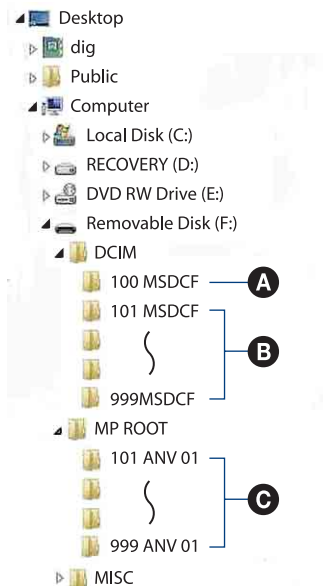 Desktop
dig
Public
Computer
Local Disk (C:)
RECOVERY (D:)
DVD RW Drive (E:)
Removable Disk (F:)
DCIM
100 MSDCF A
101 MSDCF
B
999MSDCF
MP ROOT
101 ANV 01
C
999 ANV 01
MISC